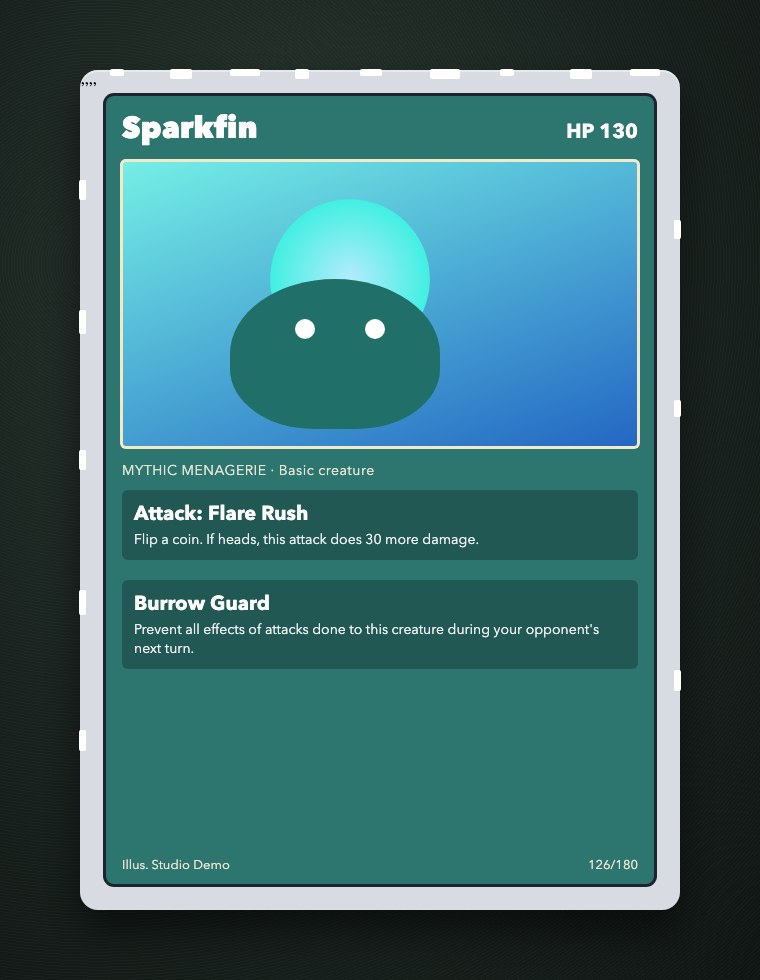 ,,,,
Sparkfin
HP 130
MYTHIC MENAGERIE · Basic creature
Attack: Flare Rush
Flip a coin. If heads, this attack does 30 more damage.
Burrow Guard
Prevent all effects of attacks done to this creature during your opponent's
next turn.
Illus. Studio Demo
126/180